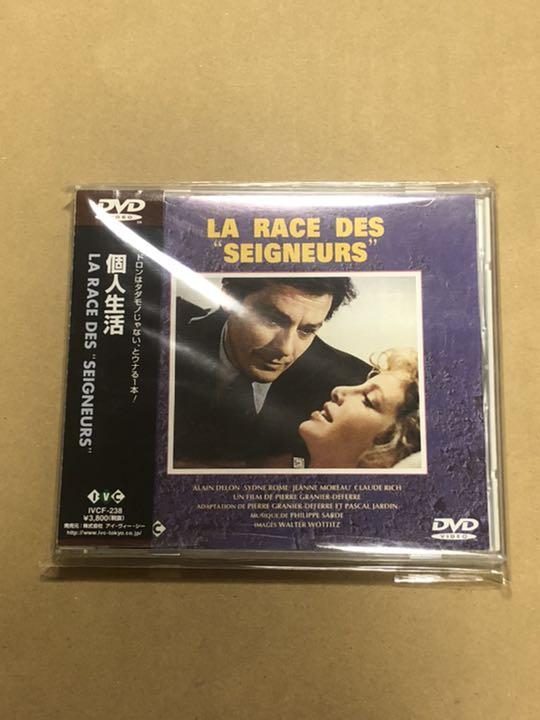 DVD
VIDEO
ドロンはタダモノじゃない、とウナる1本!
個人生活
LA RACE DES "SEIGNEURS"
IVC
IVCF-238
¥3,800(税抜)
発売元:株式会社 アイ・ヴィー・シー
http://www.ivc-tokyo.co.jp/
LA RACE DES
"SEIGNEURS"
ALAIN DELON SYDNE ROME JEANNE MOREAU CLAUDE RICH
UN FILM DE PIERRE GRANIER-DEFERRE
ADAPTATION DE PIERRE GRANIER-DEFERRE ET PASCAL JARDIN
MUSIQUE DE PHILIPPE SARDE
IMAGES WALTER WOTTITZ
DVD
VIDEO
C